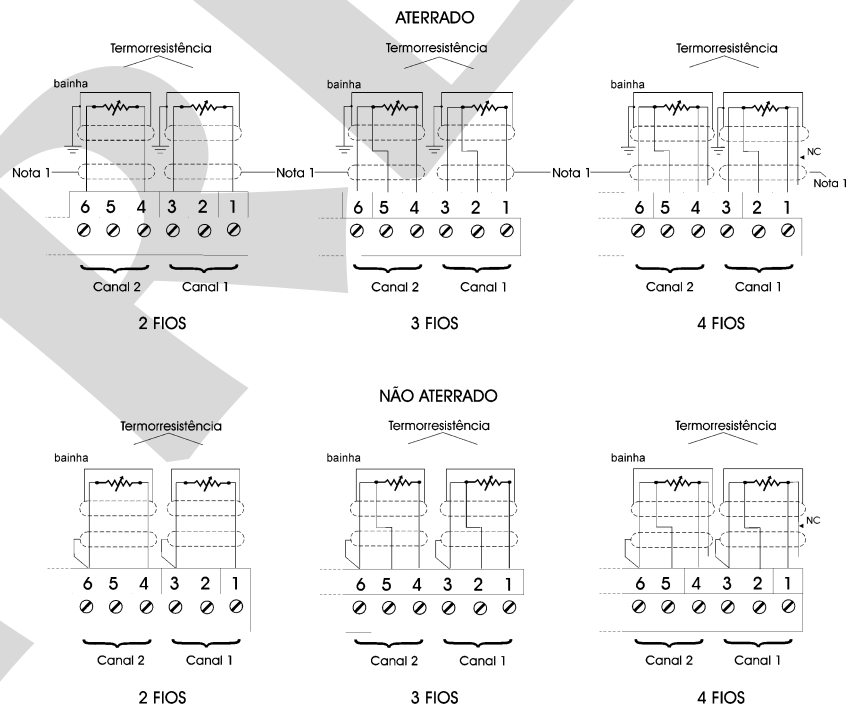 ATERRADO
Termorresistência Termorresistência Termorresistência
bainha bainha bainha
NC
Nota 1 Nota 1 Nota 1 Nota 1
6 5 4 3 2 1 6 5 4 3 2 1 6 5 4 3 2 1
Canal 2 Canal 1 Canal 2 Canal 1 Canal 2 Canal 1
2 FIOS 3 FIOS 4 FIOS
NÃO ATERRADO
Termorresistência Termorresistência Termorresistência
bainha bainha bainha
NC
6 5 4 3 2 1 6 5 4 3 2 1 6 5 4 3 2 1
Canal 2 Canal 1 Canal 2 Canal 1 Canal 2 Canal 1
2 FIOS 3 FIOS 4 FIOS